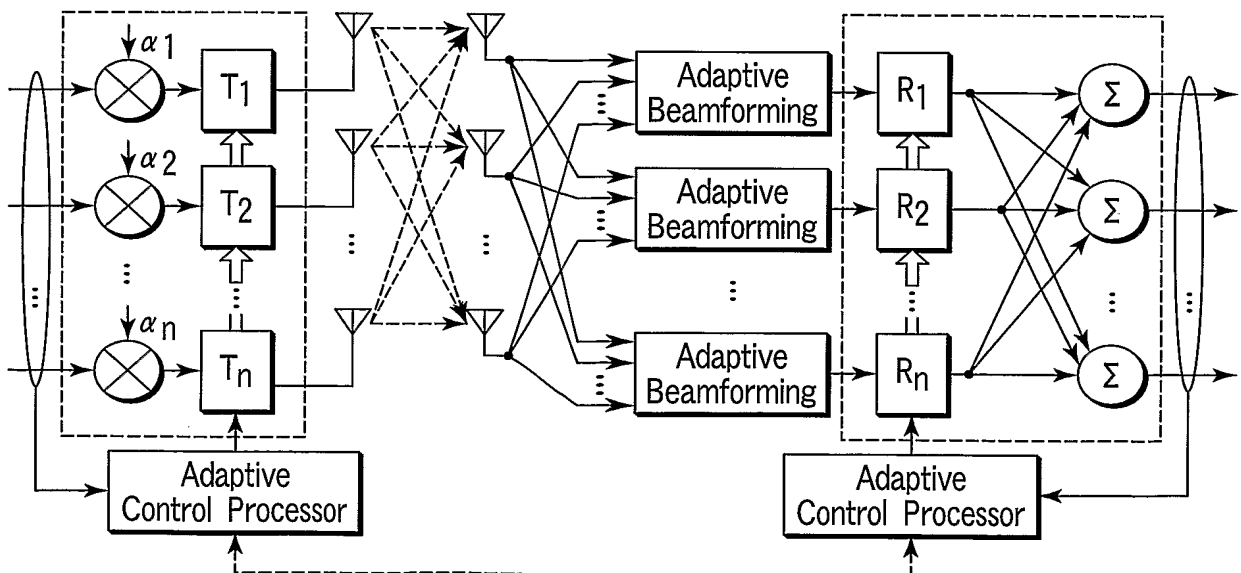 α1
T1
Adaptive
Beamforming
R1
Σ
α2
T2
Adaptive
Beamforming
R2
Σ
αn
Tn
Adaptive
Beamforming
Rn
Σ
Adaptive
Control Processor
Adaptive
Control Processor